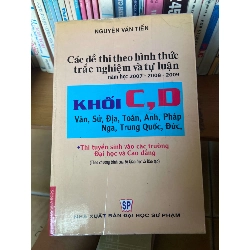 NGUYỄN VĂN TIẾN
Các đề thi theo hình thức
trắc nghiệm và tự luận
năm học 2007 - 2008 - 2009
KHỐI C, D
Văn, Sử, Địa, Toán, Anh, Pháp
Nga, Trung Quốc, Đức,
• Thi tuyển sinh vào các trường
Đại học và Cao đẳng
SP
NHÀ XUẤT BẢN ĐẠI HỌC SƯ PHẠM